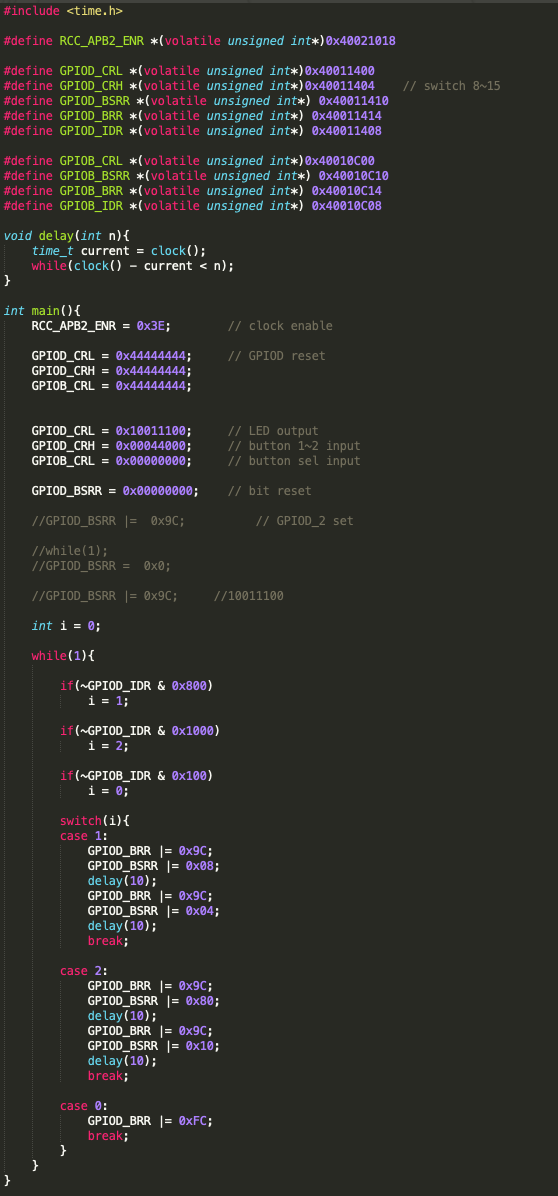 #include <time.h>
#define RCC_APB2_ENR *(volatile unsigned int*)0x40021018
#define GPIOD_CRL *(volatile unsigned int*)0x40011400
#define GPIOD_CRH *(volatile unsigned int*)0x40011404    // switch 8~15
#define GPIOD_BSRR *(volatile unsigned int*) 0x40011410
#define GPIOD_BRR *(volatile unsigned int*) 0x40011414
#define GPIOD_IDR *(volatile unsigned int*) 0x40011408
#define GPIOB_CRL *(volatile unsigned int*)0x40010C00
#define GPIOB_BSRR *(volatile unsigned int*) 0x40010C10
#define GPIOB_BRR *(volatile unsigned int*) 0x40010C14
#define GPIOB_IDR *(volatile unsigned int*) 0x40010C08
void delay(int n){
    time_t current = clock();
    while(clock() - current < n);
}
int main(){
    RCC_APB2_ENR = 0x3E;        // clock enable
    GPIOD_CRL = 0x44444444;     // GPIOD reset
    GPIOD_CRH = 0x44444444;
    GPIOB_CRL = 0x44444444;
    GPIOD_CRL = 0x10011100;     // LED output
    GPIOD_CRH = 0x00044000;     // button 1~2 input
    GPIOB_CRL = 0x00000000;     // button sel input
    GPIOD_BSRR = 0x00000000;    // bit reset
    //GPIOD_BSRR |=  0x9C;          // GPIOD_2 set
    //while(1);
    //GPIOD_BSRR =  0x0;
    //GPIOD_BSRR |= 0x9C;     //10011100
    int i = 0;
    while(1){
        if(~GPIOD_IDR & 0x800)
            i = 1;
        if(~GPIOD_IDR & 0x1000)
            i = 2;
        if(~GPIOB_IDR & 0x100)
            i = 0;
        switch(i){
        case 1:
            GPIOD_BRR |= 0x9C;
            GPIOD_BSRR |= 0x08;
            delay(10);
            GPIOD_BRR |= 0x9C;
            GPIOD_BSRR |= 0x04;
            delay(10);
            break;
        case 2:
            GPIOD_BRR |= 0x9C;
            GPIOD_BSRR |= 0x80;
            delay(10);
            GPIOD_BRR |= 0x9C;
            GPIOD_BSRR |= 0x10;
            delay(10);
            break;
        case 0:
            GPIOD_BRR |= 0xFC;
            break;
        }
    }
}